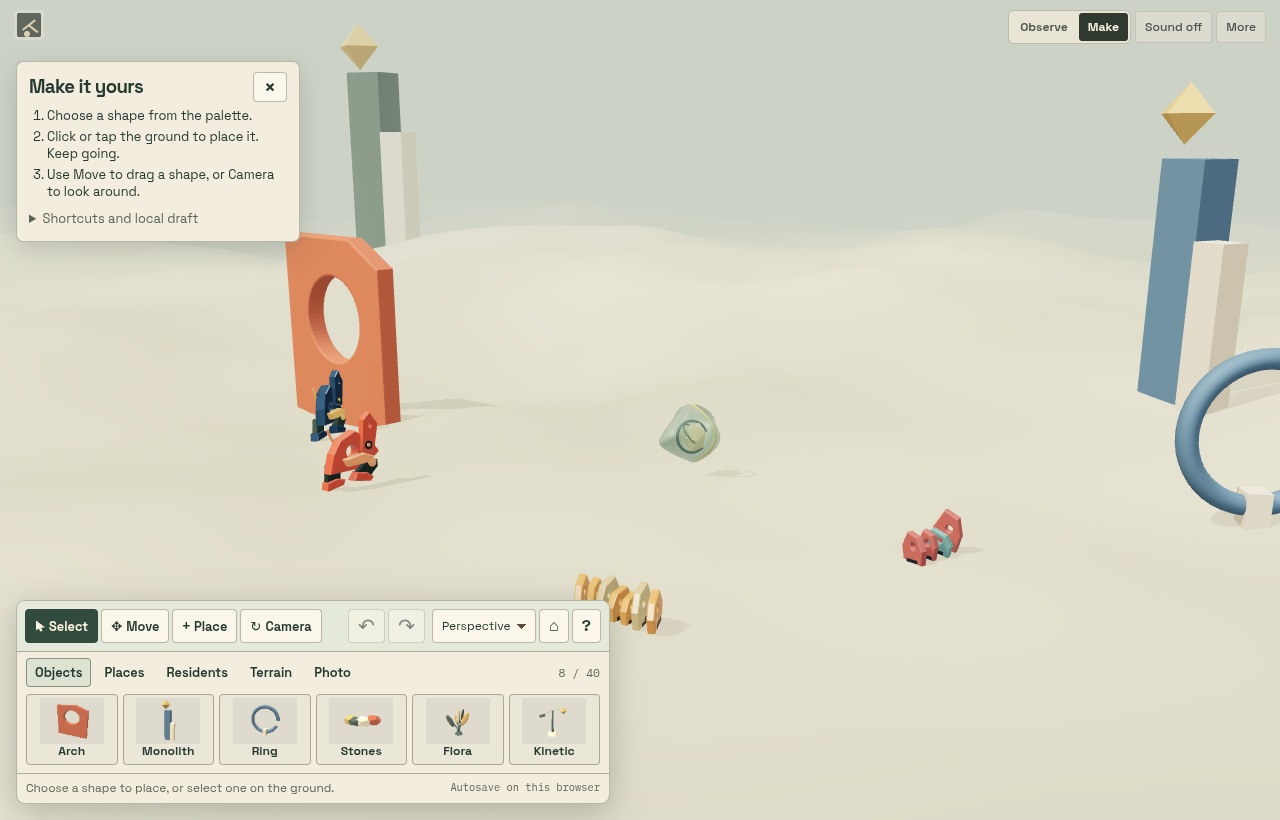 Observe
Make
Sound off
More
Make it yours
×
1. Choose a shape from the palette.
2. Click or tap the ground to place it.
Keep going.
3. Use Move to drag a shape, or Camera
to look around.
Shortcuts and local draft
Select
Move
+ Place
Camera
Perspective
?
Objects
Places
Residents
Terrain
Photo
8 / 40
Arch
Monolith
Ring
Stones
Flora
Kinetic
Choose a shape to place, or select one on the ground.
Autosave on this browser